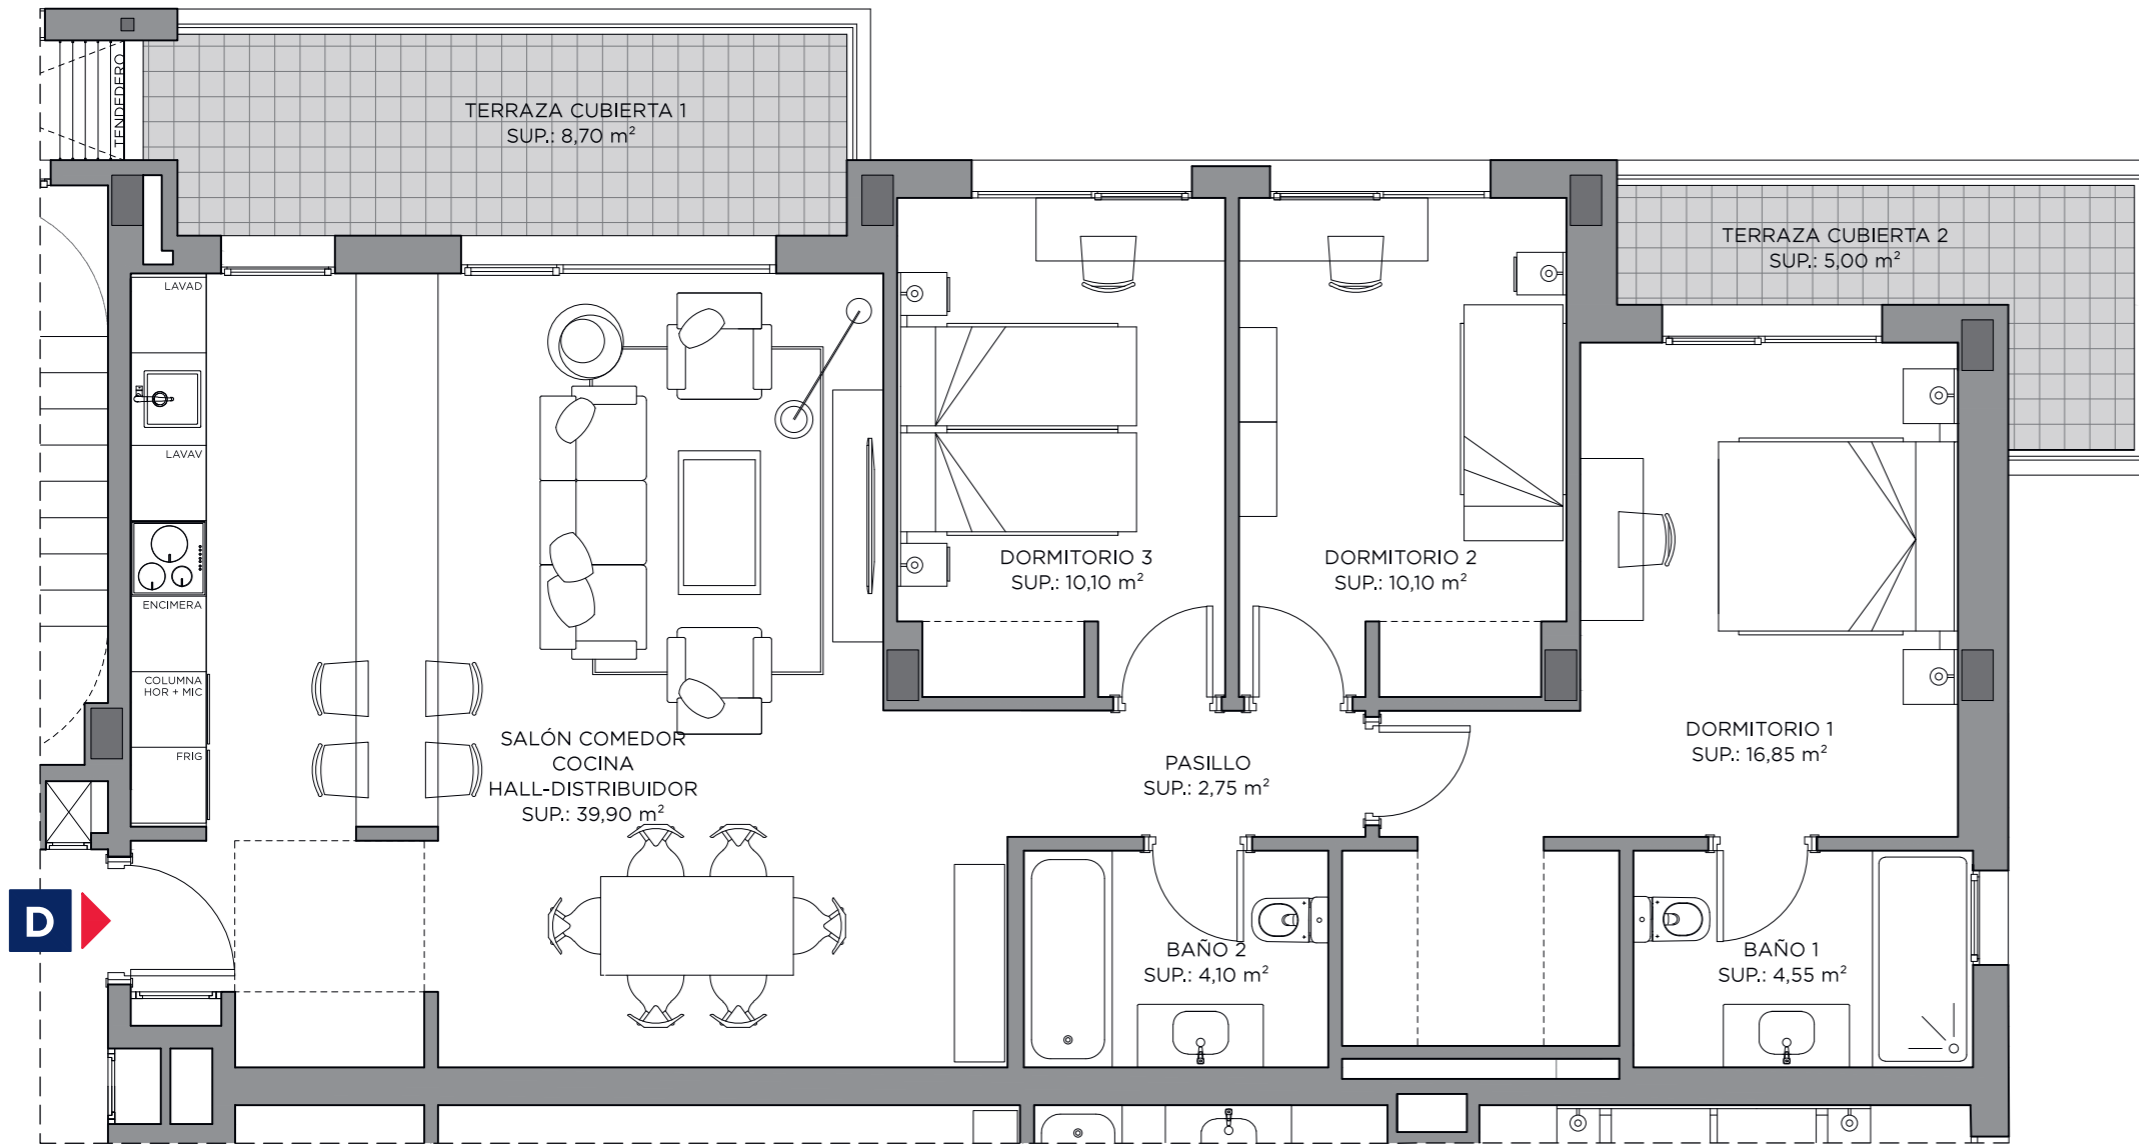 TENDEDERO
TERRAZA CUBIERTA 1
SUP.: 8,70 m²
TERRAZA CUBIERTA 2
SUP.: 5,00 m²
LAVAD
LAVAV
ENCIMERA
COLUMNA
HOR + MIC
FRIG
DORMITORIO 3
SUP.: 10,10 m²
DORMITORIO 2
SUP.: 10,10 m²
DORMITORIO 1
SUP.: 16,85 m²
SALÓN COMEDOR
COCINA
HALL-DISTRIBUIDOR
SUP.: 39,90 m²
PASILLO
SUP.: 2,75 m²
D
BAÑO 2
SUP.: 4,10 m²
BAÑO 1
SUP.: 4,55 m²